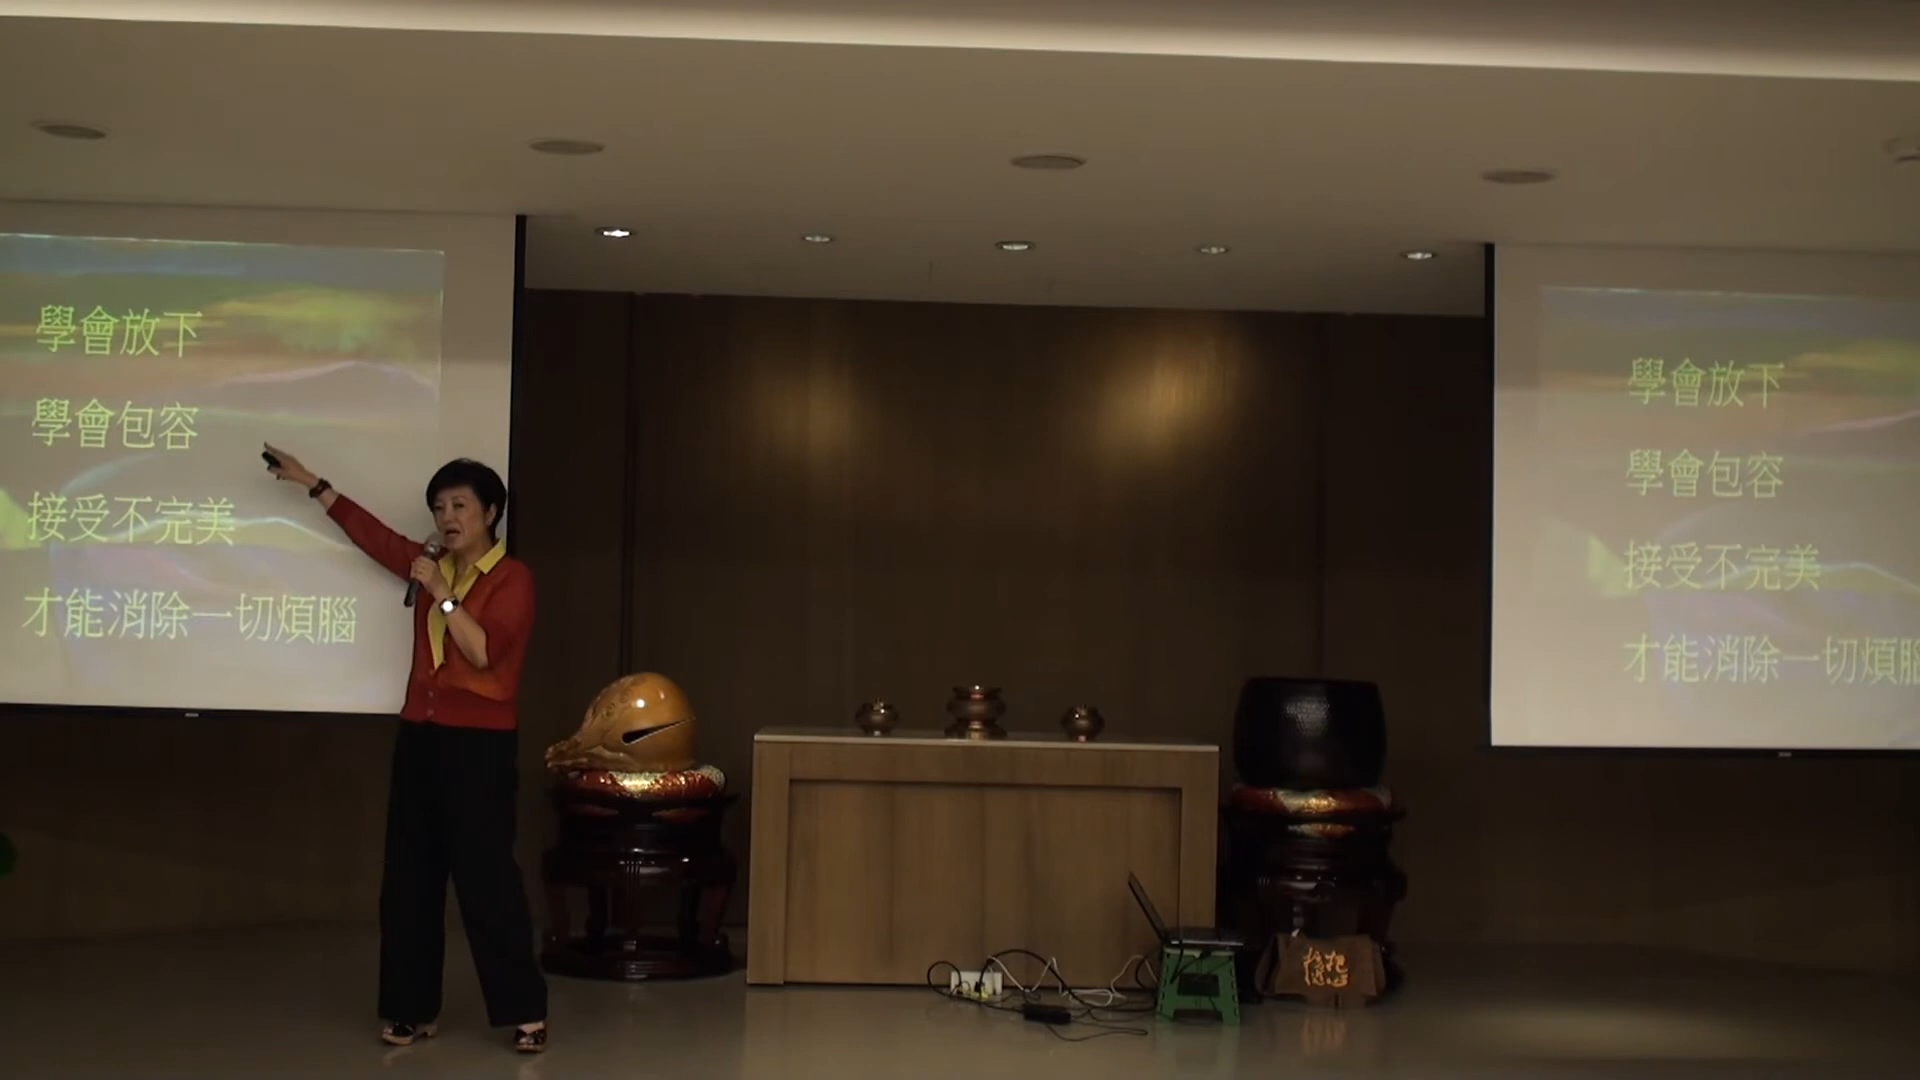 學會放下
學會包容
接受不完美
才能消除一切煩腦
學會放下
學會包容
接受不完美
才能消除一切煩腦